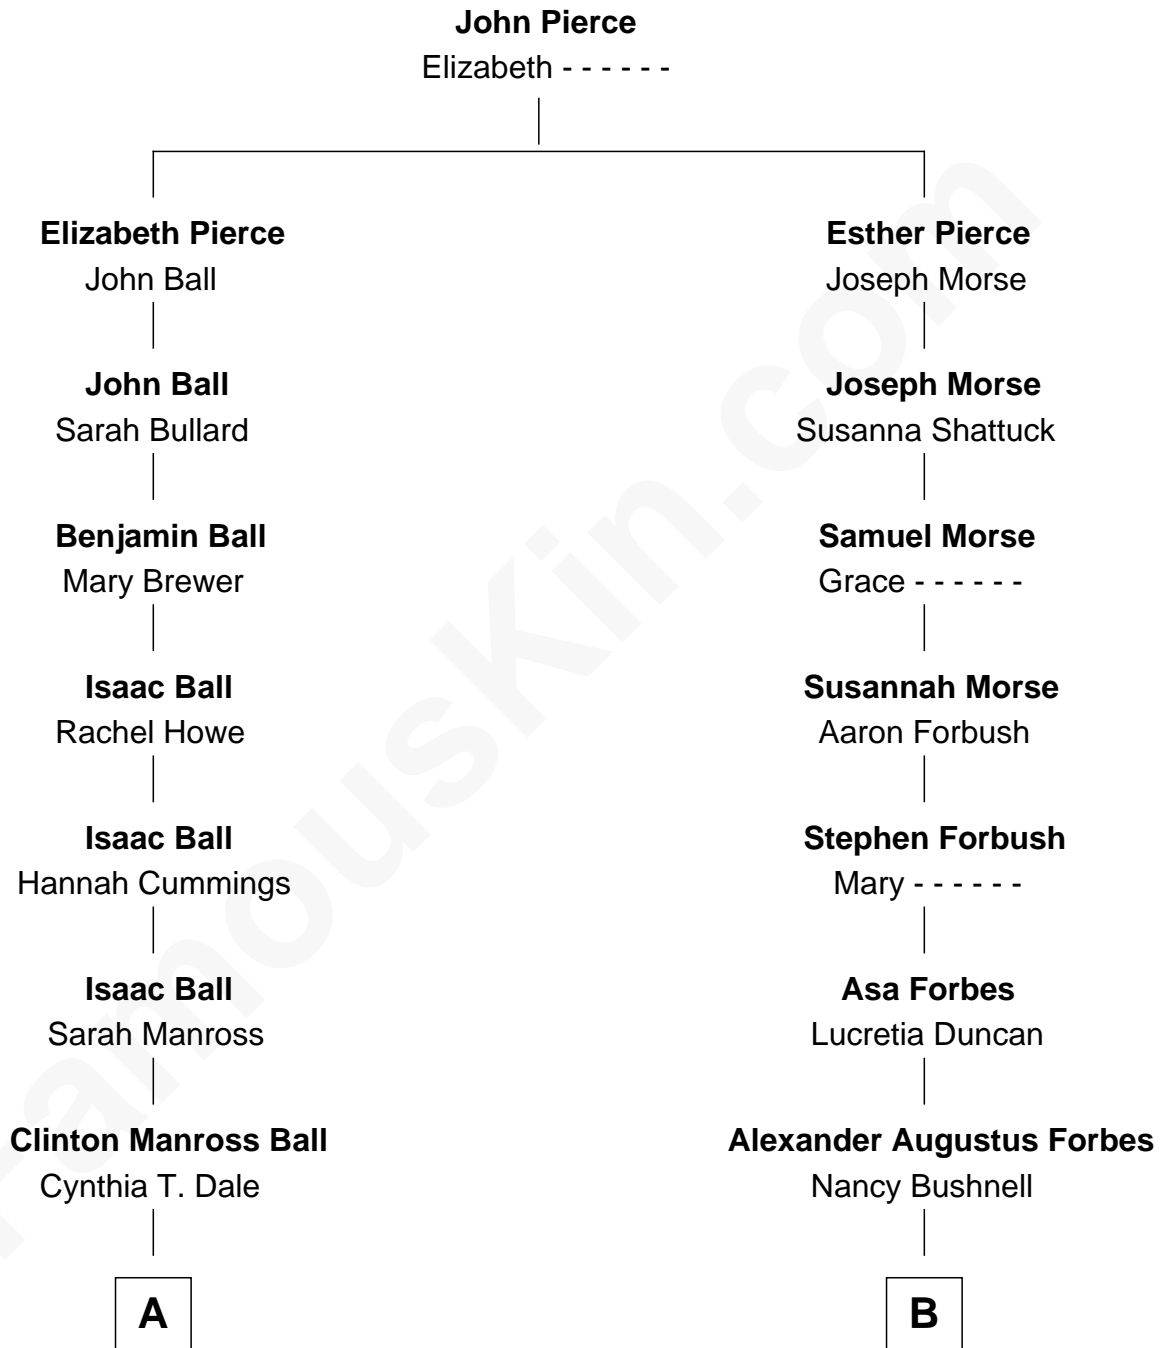 John Pierce
Elizabeth - - - - - -
Elizabeth Pierce
John Ball
Esther Pierce
Joseph Morse
John Ball
Sarah Bullard
Joseph Morse
Susanna Shattuck
Benjamin Ball
Mary Brewer
Samuel Morse
Grace - - - - - -
Isaac Ball
Rachel Howe
Susannah Morse
Aaron Forbush
Isaac Ball
Hannah Cummings
Stephen Forbush
Mary - - - - - -
Isaac Ball
Sarah Manross
Asa Forbes
Lucretia Duncan
Clinton Manross Ball
Cynthia T. Dale
Alexander Augustus Forbes
Nancy Bushnell
A
B
FamousKin.com